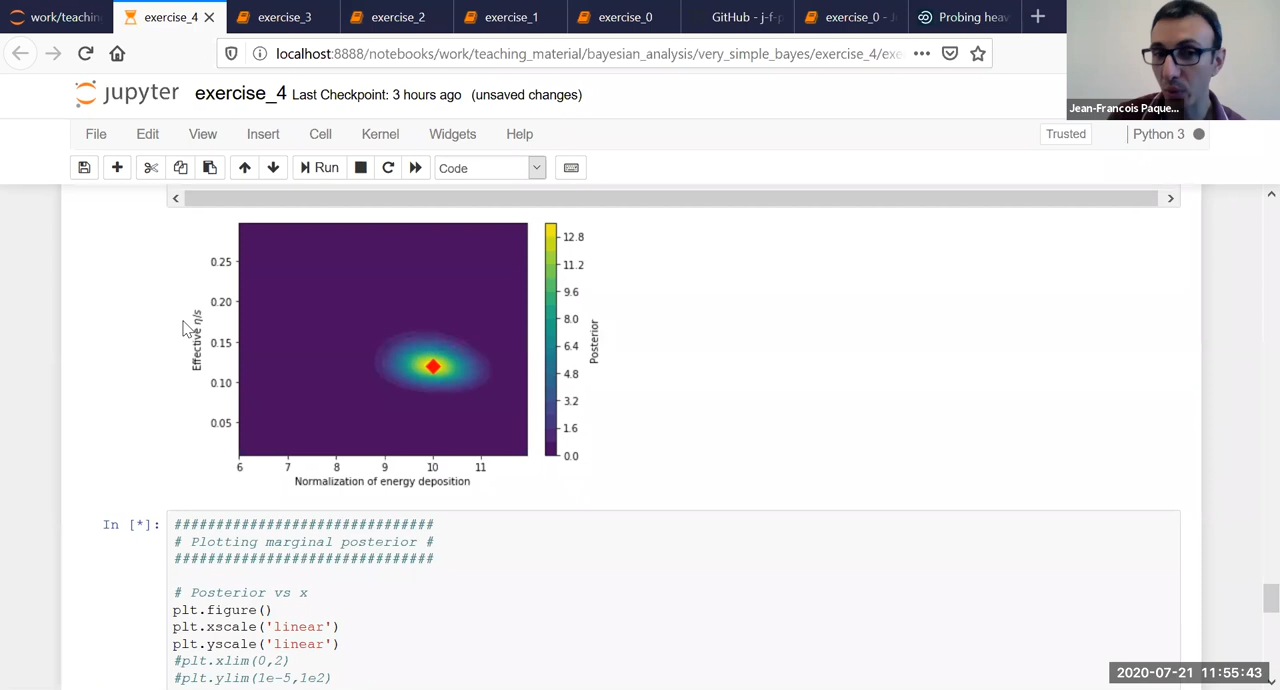 work/teachin
exercise_4
exercise_3
exercise_2
exercise_1
exercise_0
GitHub - j-f-p
exercise_0 - J
Probing heav
localhost:8888/notebooks/work/teaching_material/bayesian_analysis/very_simple_bayes/exercise_4/exe
Jean-Francois Paque...
jupyter exercise_4 Last Checkpoint: 3 hours ago (unsaved changes)
File Edit View Insert Cell Kernel Widgets Help
Trusted
Python 3
Run
Code
0.25
0.20
0.15
0.10
0.05
Effective η/s
6 7 8 9 10 11
Normalization of energy deposition
12.8
11.2
9.6
8.0
6.4
4.8
3.2
1.6
0.0
Posterior
In [*]:
###############################
# Plotting marginal posterior #
###############################
# Posterior vs x
plt.figure()
plt.xscale('linear')
plt.yscale('linear')
#plt.xlim(0,2)
#plt.ylim(1e-5,1e2)
2020-07-21 11:55:43